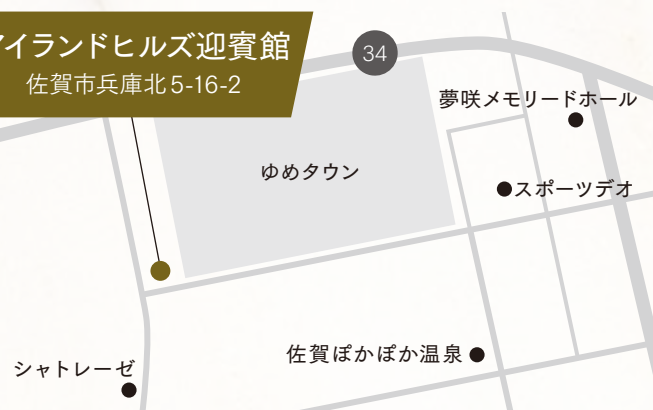 アイランドヒルズ迎賓館
佐賀市兵庫北5-16-2
34
夢咲メモリードホール
ゆめタウン
スポーツデオ
佐賀ぽかぽか温泉
シャトレーゼ